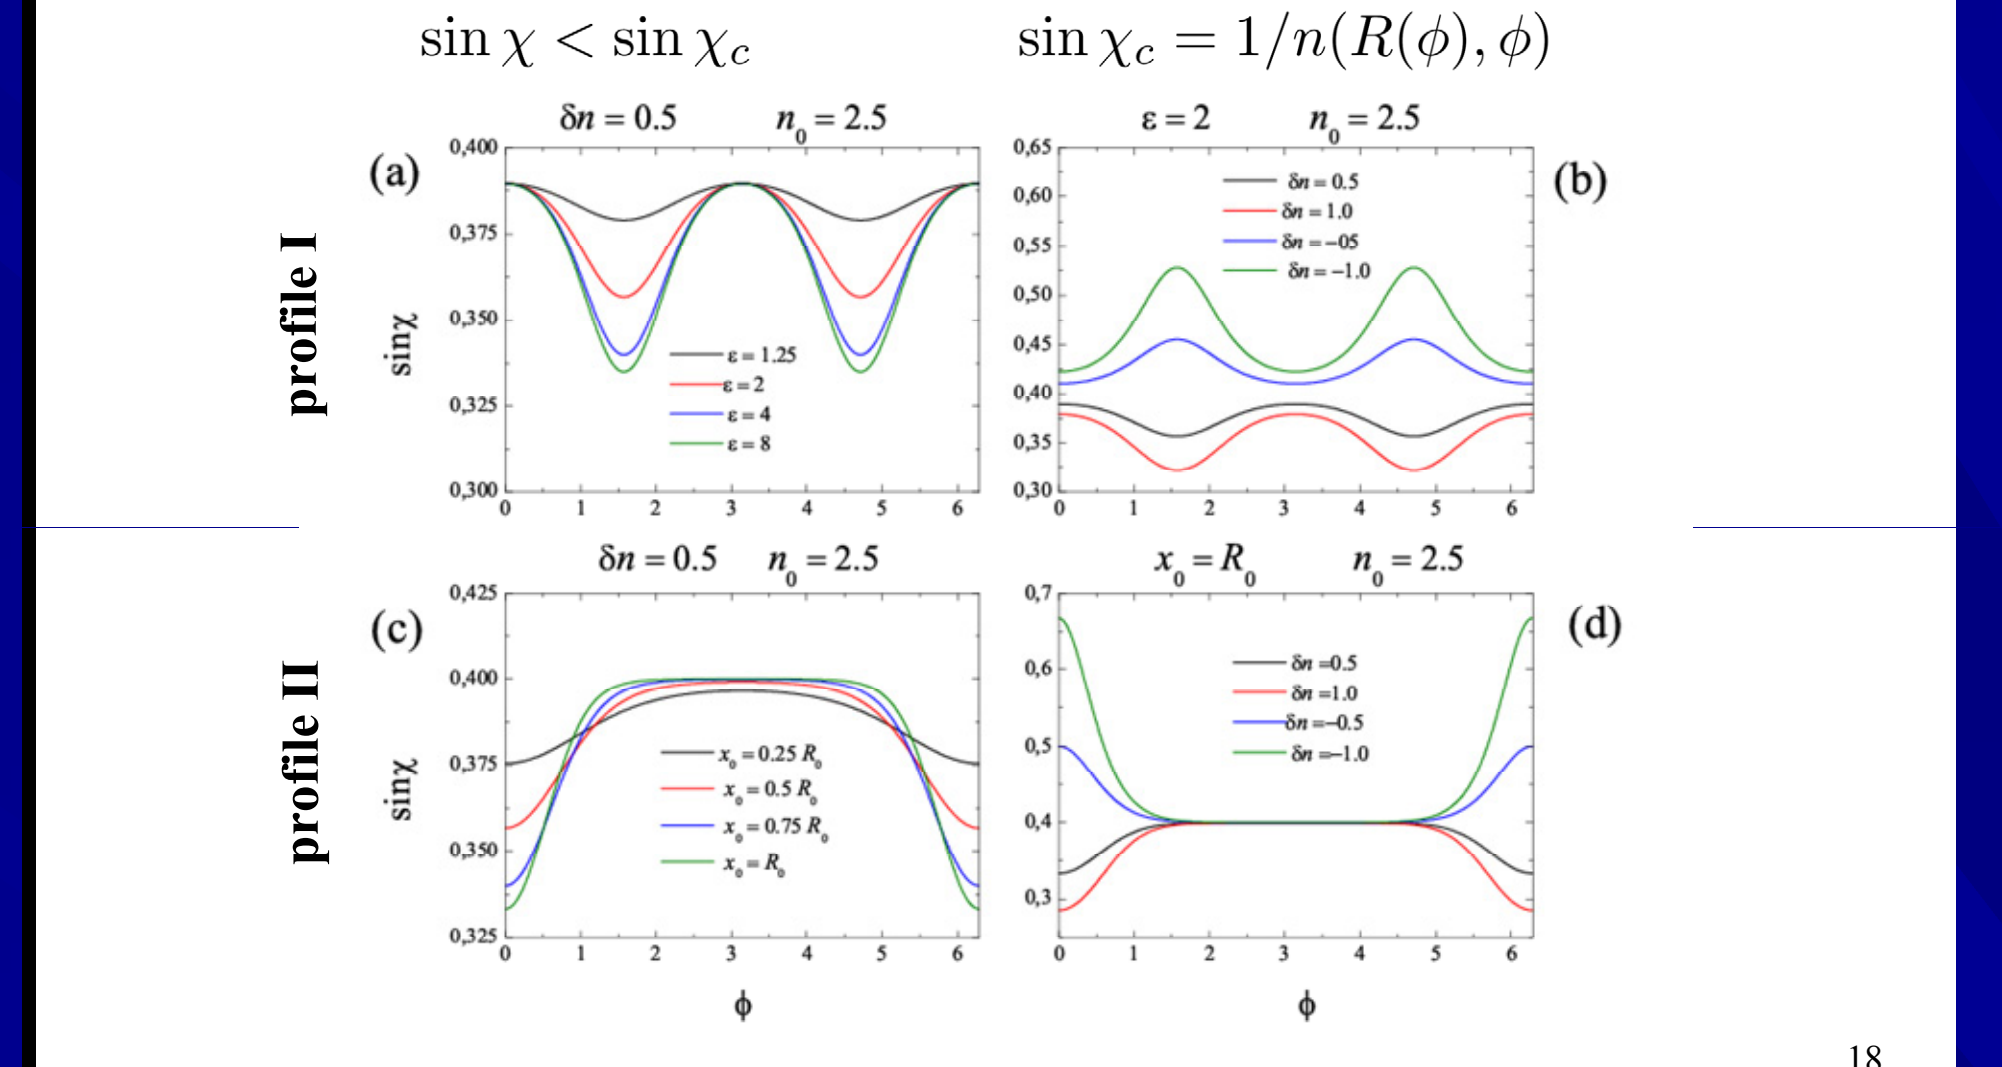 sin χ < sin χ_c    sin χ_c = 1/n(R(ϕ), ϕ)
profile I
(a)
δn = 0.5    n_0 = 2.5
sinχ
0,400
0,375
0,350
0,325
0,300
ε = 1.25
ε = 2
ε = 4
ε = 8
0 1 2 3 4 5 6
ε = 2    n_0 = 2.5
(b)
0,65
0,60
0,55
0,50
0,45
0,40
0,35
0,30
δn = 0.5
δn = 1.0
δn = −05
δn = −1.0
0 1 2 3 4 5 6
profile II
(c)
δn = 0.5    n_0 = 2.5
sinχ
0,425
0,400
0,375
0,350
0,325
x_0 = 0.25 R_0
x_0 = 0.5 R_0
x_0 = 0.75 R_0
x_0 = R_0
0 1 2 3 4 5 6
ϕ
x_0 = R_0    n_0 = 2.5
(d)
0,7
0,6
0,5
0,4
0,3
δn =0.5
δn =1.0
δn =−0.5
δn =−1.0
0 1 2 3 4 5 6
ϕ
18